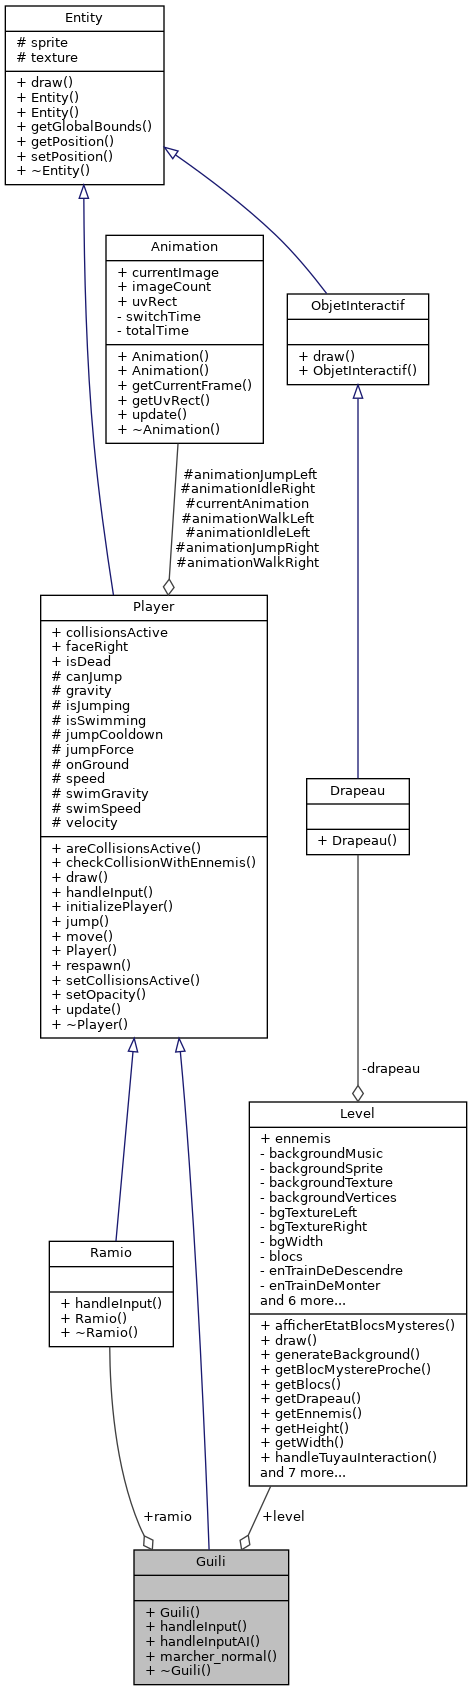 Entity
# sprite
# texture
+ draw()
+ Entity()
+ Entity()
+ getGlobalBounds()
+ getPosition()
+ setPosition()
+ ~Entity()
Animation
+ currentImage
+ imageCount
+ uvRect
- switchTime
- totalTime
+ Animation()
+ Animation()
+ getCurrentFrame()
+ getUvRect()
+ update()
+ ~Animation()
ObjetInteractif
+ draw()
+ ObjetInteractif()
#animationJumpLeft
#animationIdleRight
#currentAnimation
#animationWalkLeft
#animationIdleLeft
#animationJumpRight
#animationWalkRight
Player
+ collisionsActive
+ faceRight
+ isDead
# canJump
# gravity
# isJumping
# isSwimming
# jumpCooldown
# jumpForce
# onGround
# speed
# swimGravity
# swimSpeed
# velocity
+ areCollisionsActive()
+ checkCollisionWithEnnemis()
+ draw()
+ handleInput()
+ initializePlayer()
+ jump()
+ move()
+ Player()
+ respawn()
+ setCollisionsActive()
+ setOpacity()
+ update()
+ ~Player()
Drapeau
+ Drapeau()
-drapeau
Level
+ ennemis
- backgroundMusic
- backgroundSprite
- backgroundTexture
- backgroundVertices
- bgTextureLeft
- bgTextureRight
- bgWidth
- blocs
- enTrainDeDescendre
- enTrainDeMonter
and 6 more...
+ afficherEtatBlocsMysteres()
+ draw()
+ generateBackground()
+ getBlocMystereProche()
+ getBlocs()
+ getDrapeau()
+ getEnnemis()
+ getHeight()
+ getWidth()
+ handleTuyauInteraction()
and 7 more...
Ramio
+ handleInput()
+ Ramio()
+ ~Ramio()
+ramio
+level
Guili
+ Guili()
+ handleInput()
+ handleInputAI()
+ marcher_normal()
+ ~Guili()